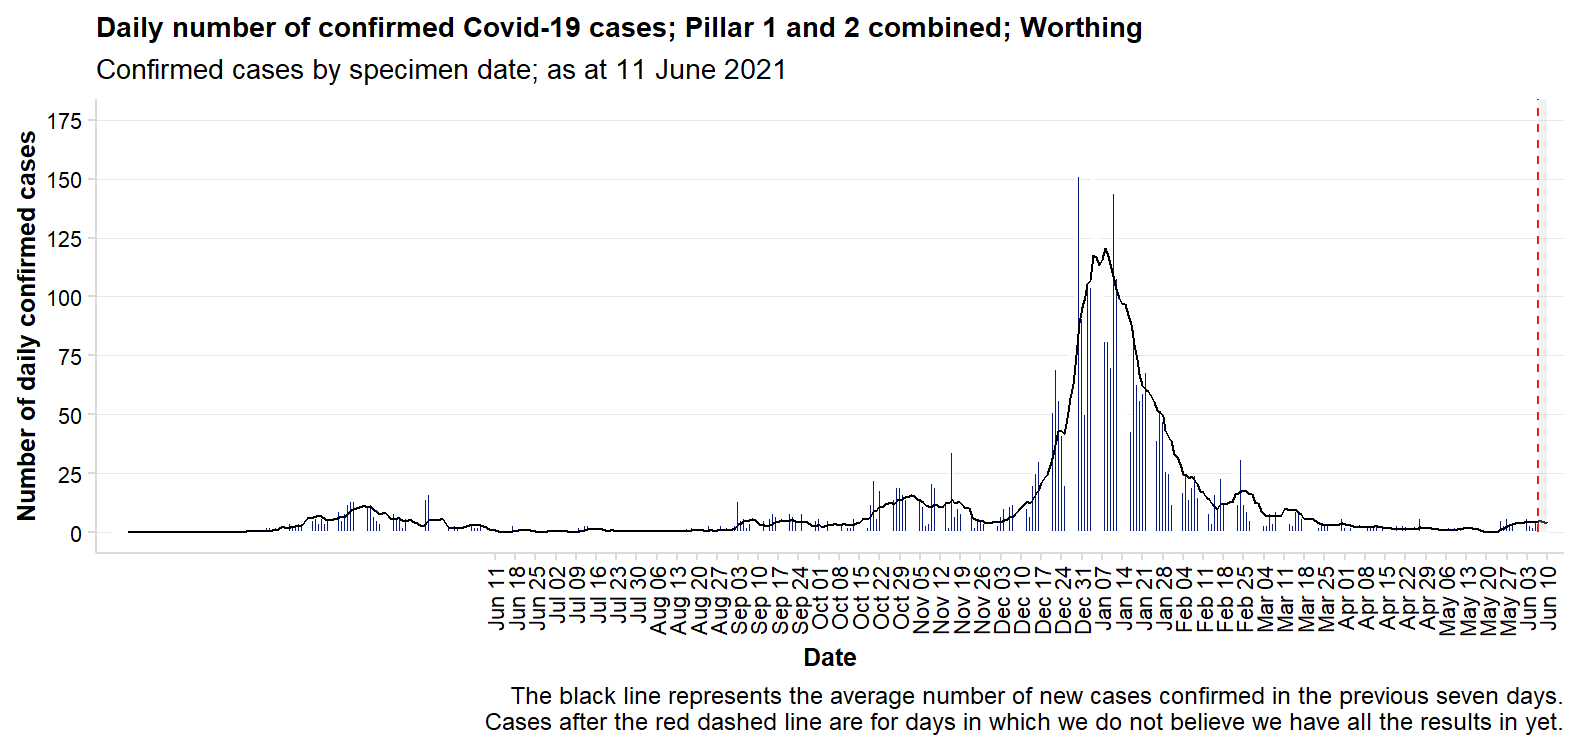 Daily number of confirmed Covid-19 cases; Pillar 1 and 2 combined; Worthing
Confirmed cases by specimen date; as at 11 June 2021
Number of daily confirmed cases
175
150
125
100
75
50
25
0
Jun 11
Jun 18
Jun 25
Jul 02
Jul 09
Jul 16
Jul 23
Jul 30
Aug 06
Aug 13
Aug 20
Aug 27
Sep 03
Sep 10
Sep 17
Sep 24
Oct 01
Oct 08
Oct 15
Oct 22
Oct 29
Nov 05
Nov 12
Nov 19
Nov 26
Dec 03
Dec 10
Dec 17
Dec 24
Dec 31
Jan 07
Jan 14
Jan 21
Jan 28
Feb 04
Feb 11
Feb 18
Feb 25
Mar 04
Mar 11
Mar 18
Mar 25
Apr 01
Apr 08
Apr 15
Apr 22
Apr 29
May 06
May 13
May 20
May 27
Jun 03
Jun 10
Date
The black line represents the average number of new cases confirmed in the previous seven days.
Cases after the red dashed line are for days in which we do not believe we have all the results in yet.